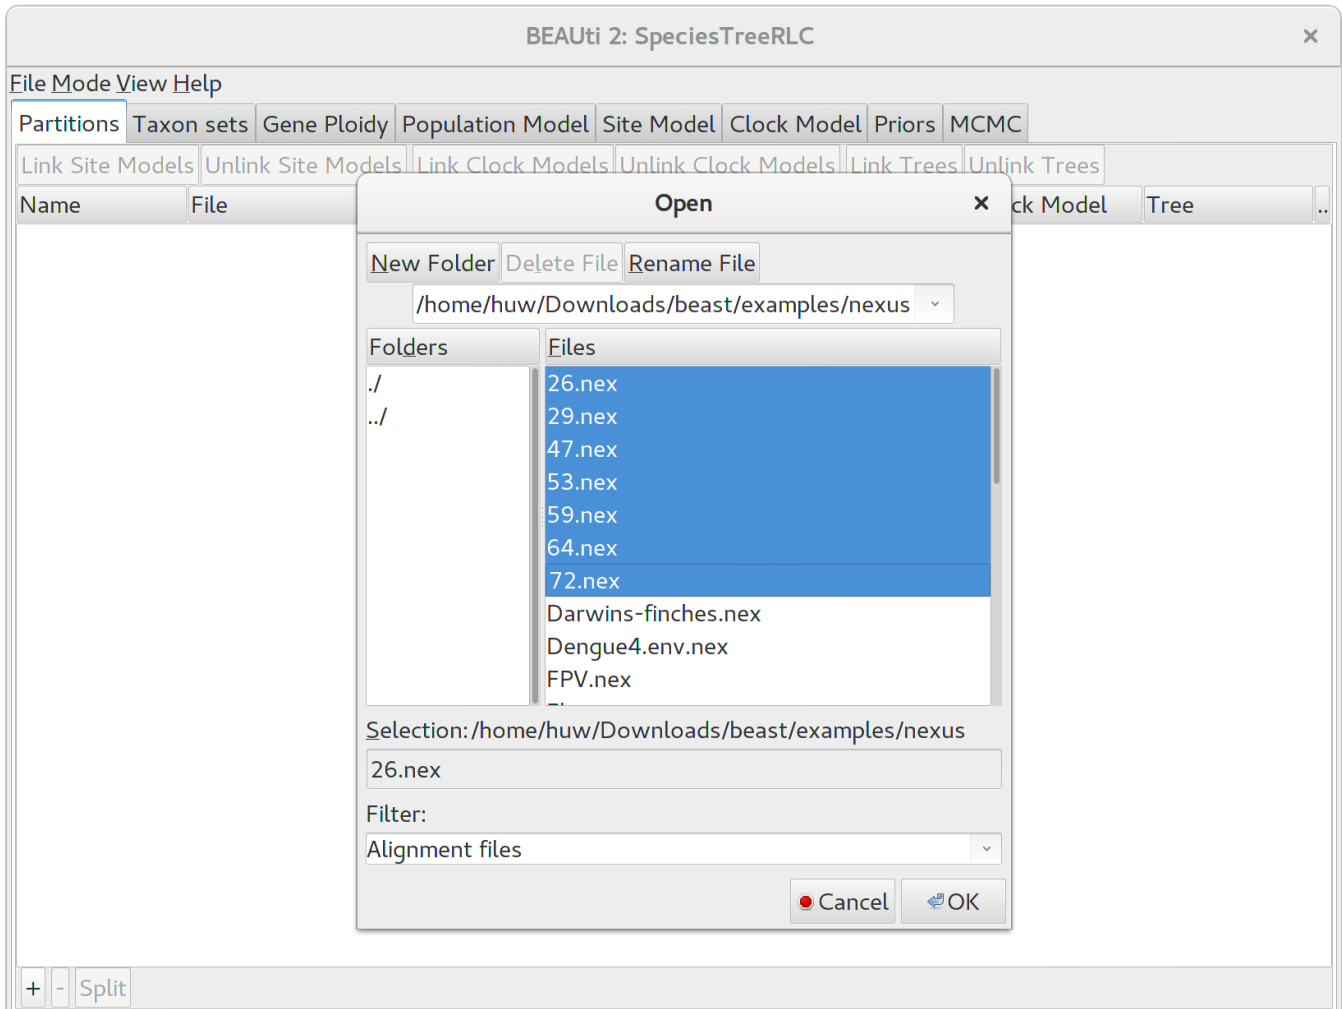 BEAUti 2: SpeciesTreeRLC
File Mode View Help
Partitions Taxon sets Gene Ploidy Population Model Site Model Clock Model Priors MCMC
Link Site Models Unlink Site Models Link Clock Models Unlink Clock Models Link Trees Unlink Trees
Name File ck Model Tree ..
Open
New Folder Delete File Rename File
/home/huw/Downloads/beast/examples/nexus
Folders Files
./ 26.nex
../ 29.nex
47.nex
53.nex
59.nex
64.nex
72.nex
Darwins-finches.nex
Dengue4.env.nex
FPV.nex
Selection:/home/huw/Downloads/beast/examples/nexus
26.nex
Filter:
Alignment files
Cancel OK
+ - Split